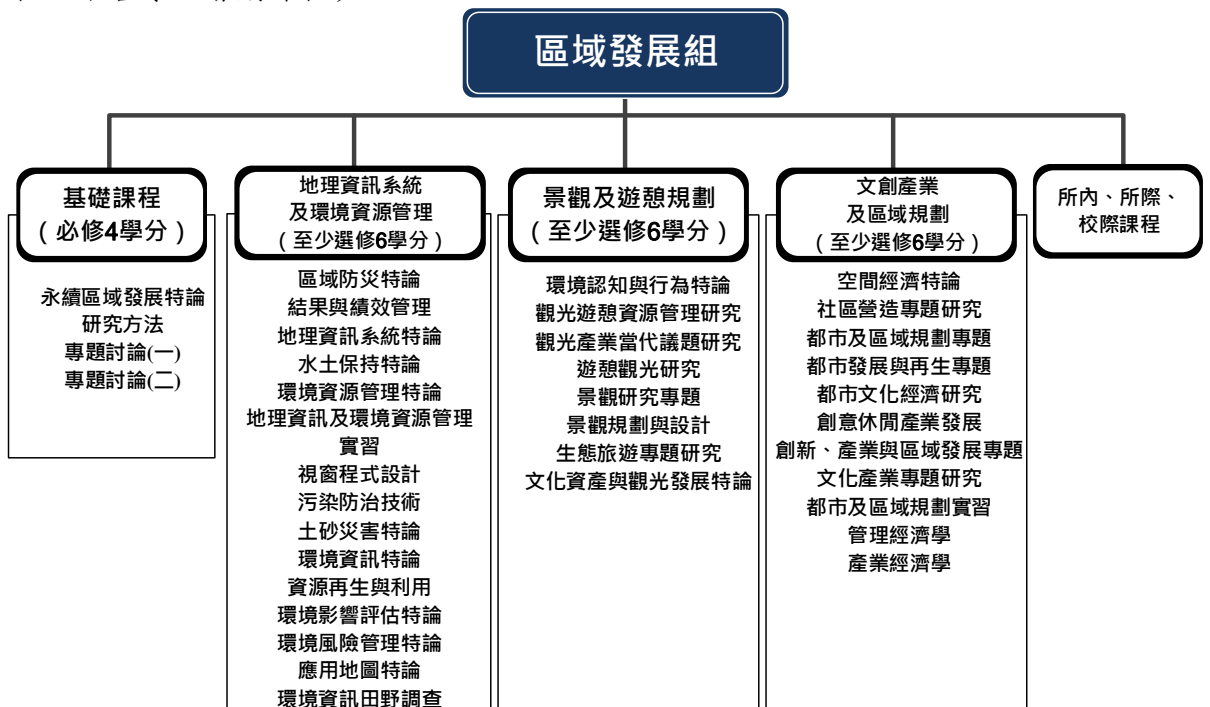 區域發展組
基礎課程
（必修4學分）
永續區域發展特論
研究方法
專題討論(一)
專題討論(二)
地理資訊系統
及環境資源管理
（至少選修6學分）
區域防災特論
結果與績效管理
地理資訊系統特論
水土保持特論
環境資源管理特論
地理資訊及環境資源管理
實習
視窗程式設計
污染防治技術
土砂災害特論
環境資訊特論
資源再生與利用
環境影響評估特論
環境風險管理特論
應用地圖特論
環境資訊田野調查
景觀及遊憩規劃
（至少選修6學分）
環境認知與行為特論
觀光遊憩資源管理研究
觀光產業當代議題研究
遊憩觀光研究
景觀研究專題
景觀規劃與設計
生態旅遊專題研究
文化資產與觀光發展特論
文創產業
及區域規劃
（至少選修6學分）
空間經濟特論
社區營造專題研究
都市及區域規劃專題
都市發展與再生專題
都市文化經濟研究
創意休閒產業發展
創新、產業與區域發展專題
文化產業專題研究
都市及區域規劃實習
管理經濟學
產業經濟學
所內、所際、
校際課程